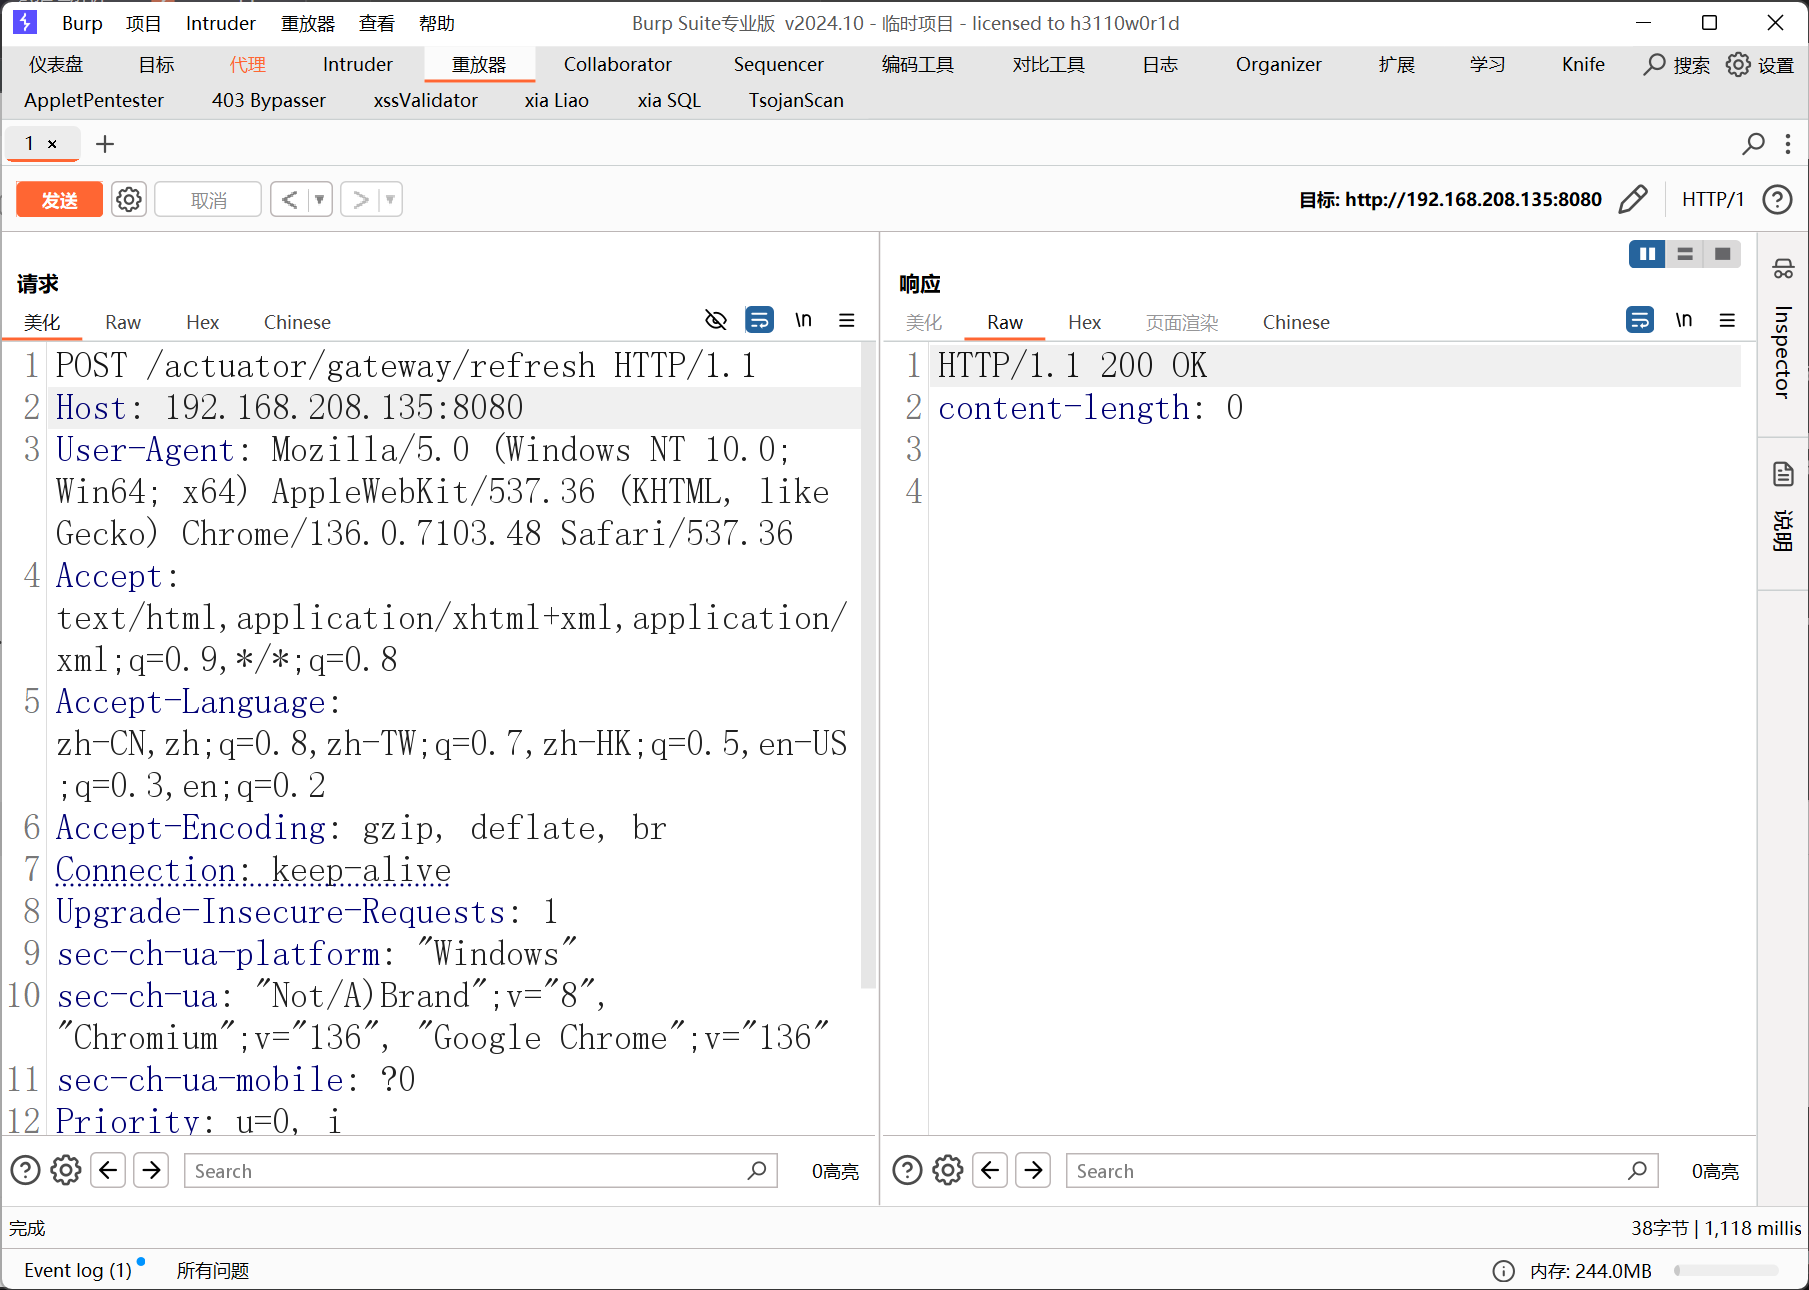 Burp 项目 Intruder 重放器 查看 帮助 Burp Suite专业版 v2024.10 - 临时项目 - licensed to h3110w0r1d
仪表盘 目标 代理 Intruder 重放器 Collaborator Sequencer 编码工具 对比工具 日志 Organizer 扩展 学习 Knife 搜索 设置
AppletPentester 403 Bypasser xssValidator xia Liao xia SQL TsojanScan
1 × +
发送 取消 < > 目标: http://192.168.208.135:8080 HTTP/1
请求
美化 Raw Hex Chinese \n
1 POST /actuator/gateway/refresh HTTP/1.1
2 Host: 192.168.208.135:8080
3 User-Agent: Mozilla/5.0 (Windows NT 10.0;
Win64; x64) AppleWebKit/537.36 (KHTML, like
Gecko) Chrome/136.0.7103.48 Safari/537.36
4 Accept:
text/html,application/xhtml+xml,application/
xml;q=0.9,*/*;q=0.8
5 Accept-Language:
zh-CN,zh;q=0.8,zh-TW;q=0.7,zh-HK;q=0.5,en-US
;q=0.3,en;q=0.2
6 Accept-Encoding: gzip, deflate, br
7 Connection: keep-alive
8 Upgrade-Insecure-Requests: 1
9 sec-ch-ua-platform: "Windows"
10 sec-ch-ua: "Not/A)Brand";v="8",
"Chromium";v="136", "Google Chrome";v="136"
11 sec-ch-ua-mobile: ?0
12 Priority: u=0, i
Search 0高亮
响应
美化 Raw Hex 页面渲染 Chinese \n
1 HTTP/1.1 200 OK
2 content-length: 0
3
4
Search 0高亮
Inspector
说明
完成 38字节 | 1,118 millis
Event log (1) 所有问题 内存: 244.0MB